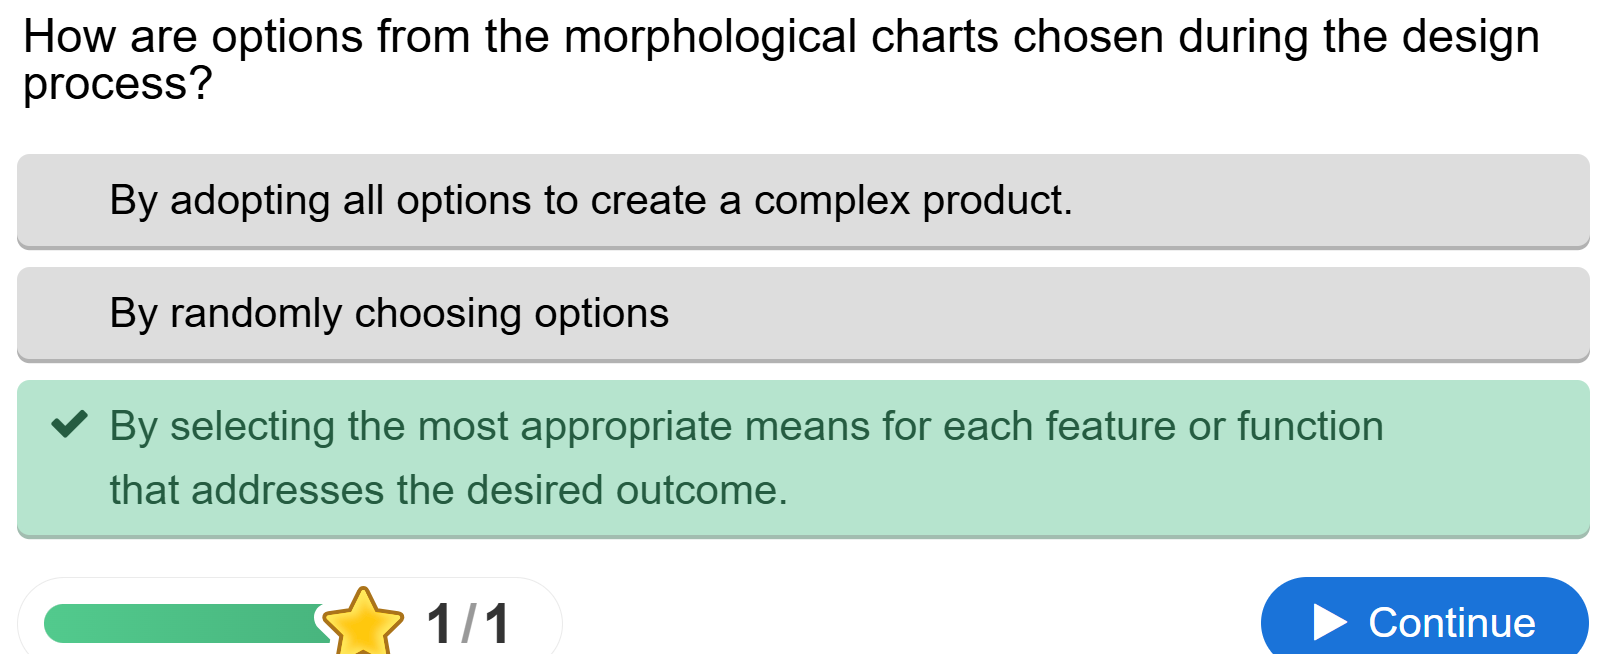 How are options from the morphological charts chosen during the design
process?
By adopting all options to create a complex product.
By randomly choosing options
By selecting the most appropriate means for each feature or function
that addresses the desired outcome.
1/1
Continue